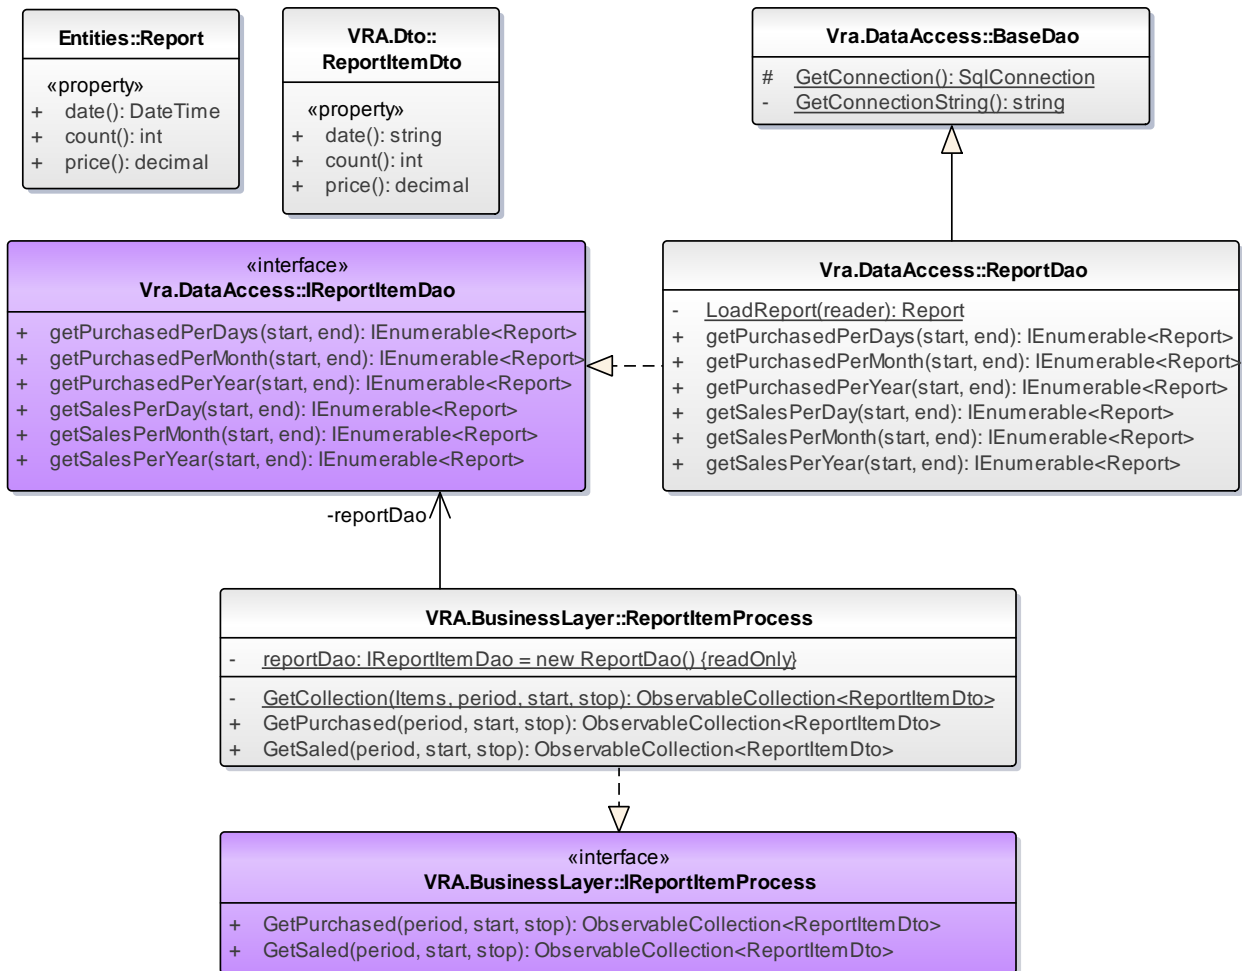 Entities::Report
«property»
+ date(): DateTime
+ count(): int
+ price(): decimal
VRA.Dto::
ReportItemDto
«property»
+ date(): string
+ count(): int
+ price(): decimal
Vra.DataAccess::BaseDao
# GetConnection(): SqlConnection
- GetConnectionString(): string
«interface»
Vra.DataAccess::IReportItemDao
+ getPurchasedPerDays(start, end): IEnumerable<Report>
+ getPurchasedPerMonth(start, end): IEnumerable<Report>
+ getPurchasedPerYear(start, end): IEnumerable<Report>
+ getSalesPerDay(start, end): IEnumerable<Report>
+ getSalesPerMonth(start, end): IEnumerable<Report>
+ getSalesPerYear(start, end): IEnumerable<Report>
Vra.DataAccess::ReportDao
- LoadReport(reader): Report
+ getPurchasedPerDays(start, end): IEnumerable<Report>
+ getPurchasedPerMonth(start, end): IEnumerable<Report>
+ getPurchasedPerYear(start, end): IEnumerable<Report>
+ getSalesPerDay(start, end): IEnumerable<Report>
+ getSalesPerMonth(start, end): IEnumerable<Report>
+ getSalesPerYear(start, end): IEnumerable<Report>
-reportDao
VRA.BusinessLayer::ReportItemProcess
- reportDao: IReportItemDao = new ReportDao() {readOnly}
- GetCollection(Items, period, start, stop): ObservableCollection<ReportItemDto>
+ GetPurchased(period, start, stop): ObservableCollection<ReportItemDto>
+ GetSaled(period, start, stop): ObservableCollection<ReportItemDto>
«interface»
VRA.BusinessLayer::IReportItemProcess
+ GetPurchased(period, start, stop): ObservableCollection<ReportItemDto>
+ GetSaled(period, start, stop): ObservableCollection<ReportItemDto>